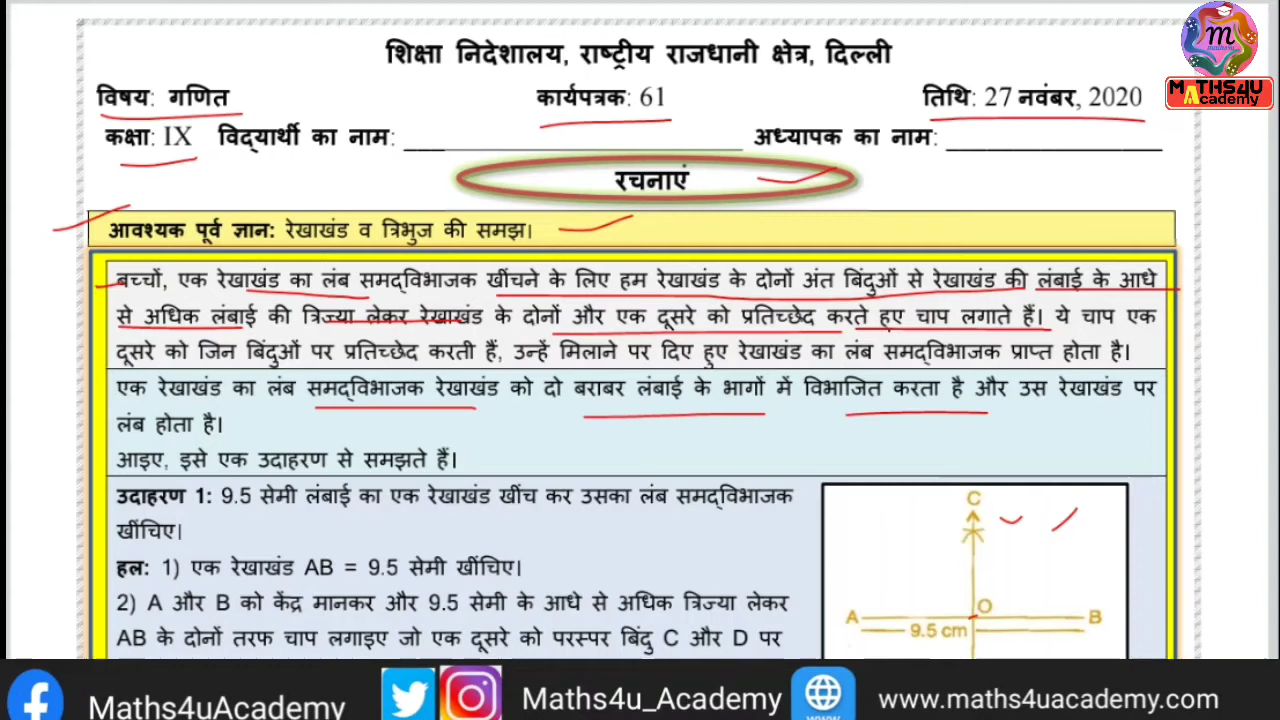 शिक्षा निदेशालय, राष्ट्रीय राजधानी क्षेत्र, दिल्ली
m
mathemy
MATHS4U
Academy
विषय: गणित कार्यपत्रक: 61 तिथि: 27 नवंबर, 2020
कक्षा: IX विद्यार्थी का नाम: ____ अध्यापक का नाम: ____
रचनाएं
आवश्यक पूर्व ज्ञान: रेखाखंड व त्रिभुज की समझ।
बच्चों, एक रेखाखंड का लंब समद्विभाजक खींचने के लिए हम रेखाखंड के दोनों अंत बिंदुओं से रेखाखंड की लंबाई के आधे
से अधिक लंबाई की त्रिज्या लेकर रेखाखंड के दोनों और एक दूसरे को प्रतिच्छेद करते हुए चाप लगाते हैं। ये चाप एक
दूसरे को जिन बिंदुओं पर प्रतिच्छेद करती हैं, उन्हें मिलाने पर दिए हुए रेखाखंड का लंब समद्विभाजक प्राप्त होता है।
एक रेखाखंड का लंब समद्विभाजक रेखाखंड को दो बराबर लंबाई के भागों में विभाजित करता है और उस रेखाखंड पर
लंब होता है।
आइए, इसे एक उदाहरण से समझते हैं।
उदाहरण 1: 9.5 सेमी लंबाई का एक रेखाखंड खींच कर उसका लंब समद्विभाजक
खींचिए।
हल: 1) एक रेखाखंड AB = 9.5 सेमी खींचिए।
2) A और B को केंद्र मानकर और 9.5 सेमी के आधे से अधिक त्रिज्या लेकर
AB के दोनों तरफ चाप लगाइए जो एक दूसरे को परस्पर बिंदु C और D पर
C
O
A B
9.5 cm
Maths4uAcademy Maths4u_Academy www www.maths4uacademy.com